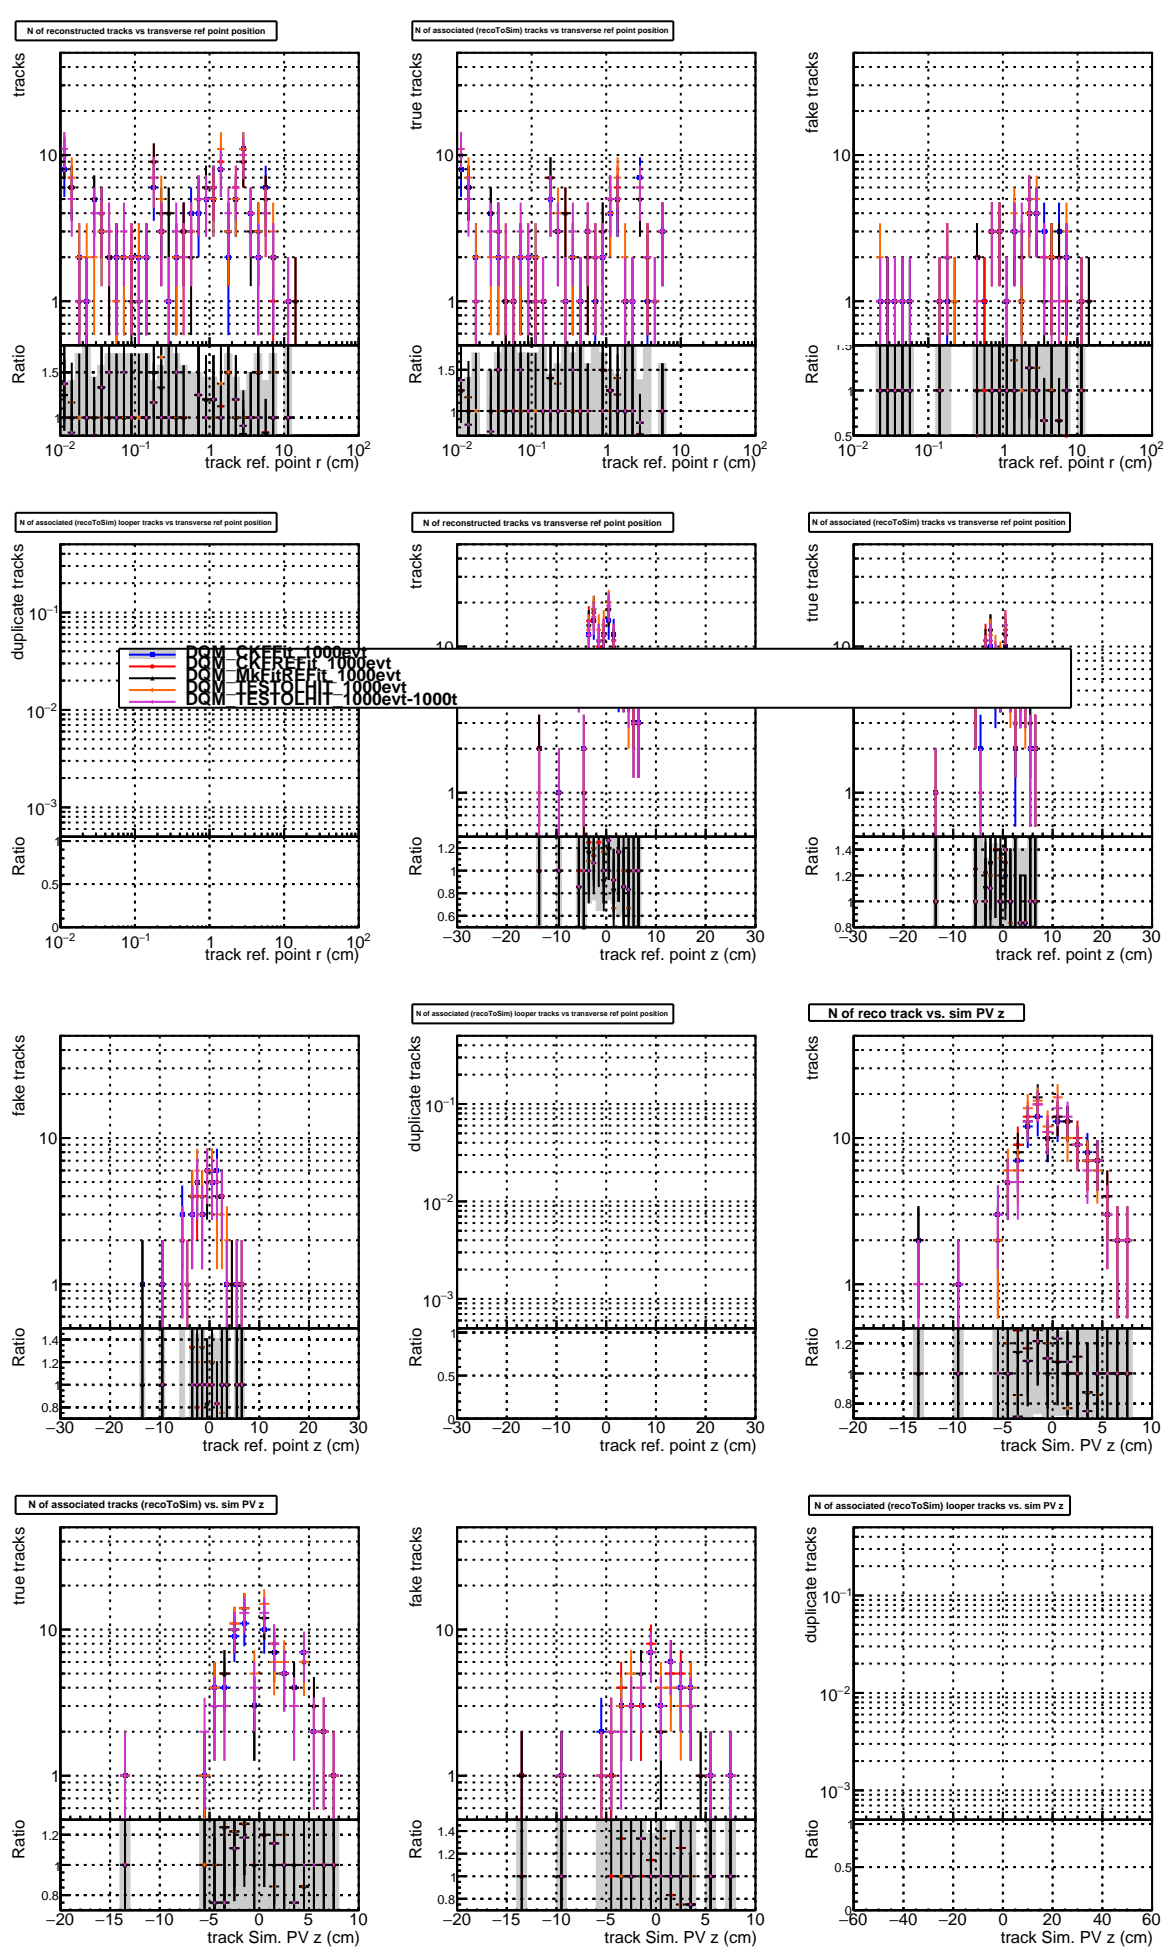 N of reconstructed tracks vs transverse ref point position
N of associated (recoToSim) tracks vs transverse ref point position
tracks
10
1
Ratio
1.5
1
10−2 10−1 1 10 102
track ref. point r (cm)
true tracks
10
1
Ratio
1.5
1
10−2 10−1 1 10 102
track ref. point r (cm)
fake tracks
10
1
Ratio
1.5
1
0.5
10−2 10−1 1 10 102
track ref. point r (cm)
N of associated (recoToSim) looper tracks vs transverse ref point position
N of reconstructed tracks vs transverse ref point position
N of associated (recoToSim) tracks vs transverse ref point position
duplicate tracks
10−1
10−2
10−3
Ratio
1
0.5
0
10−2 10−1 1 10 102
track ref. point r (cm)
tracks
10
1
Ratio
1.2
1
0.8
0.6
−30 −20 −10 0 10 20 30
track ref. point z (cm)
true tracks
10
1
Ratio
1.4
1.2
1
0.8
−30 −20 −10 0 10 20 30
track ref. point z (cm)
DQM_CKFFit_1000evt
DQM_CKFREFit_1000evt
DQM_MkFitREFit_1000evt
DQM_TESTOLHIT_1000evt
DQM_TESTOLHIT_1000evt-1000t
N of associated (recoToSim) looper tracks vs transverse ref point position
N of reco track vs. sim PV z
fake tracks
10
1
Ratio
1.4
1.2
1
0.8
−30 −20 −10 0 10 20 30
track ref. point z (cm)
duplicate tracks
10−1
10−2
10−3
Ratio
1
0.5
0
−30 −20 −10 0 10 20 30
track ref. point z (cm)
tracks
10
1
Ratio
1.2
1
0.8
−20 −15 −10 −5 0 5 10
track Sim. PV z (cm)
N of associated tracks (recoToSim) vs. sim PV z
N of associated (recoToSim) looper tracks vs. sim PV z
true tracks
10
1
Ratio
1.2
1
0.8
−20 −15 −10 −5 0 5 10
track Sim. PV z (cm)
fake tracks
10
1
Ratio
1.4
1.2
1
0.8
−20 −15 −10 −5 0 5 10
track Sim. PV z (cm)
duplicate tracks
10−1
10−2
10−3
Ratio
1
0.5
0
−60 −40 −20 0 20 40 60
track Sim. PV z (cm)